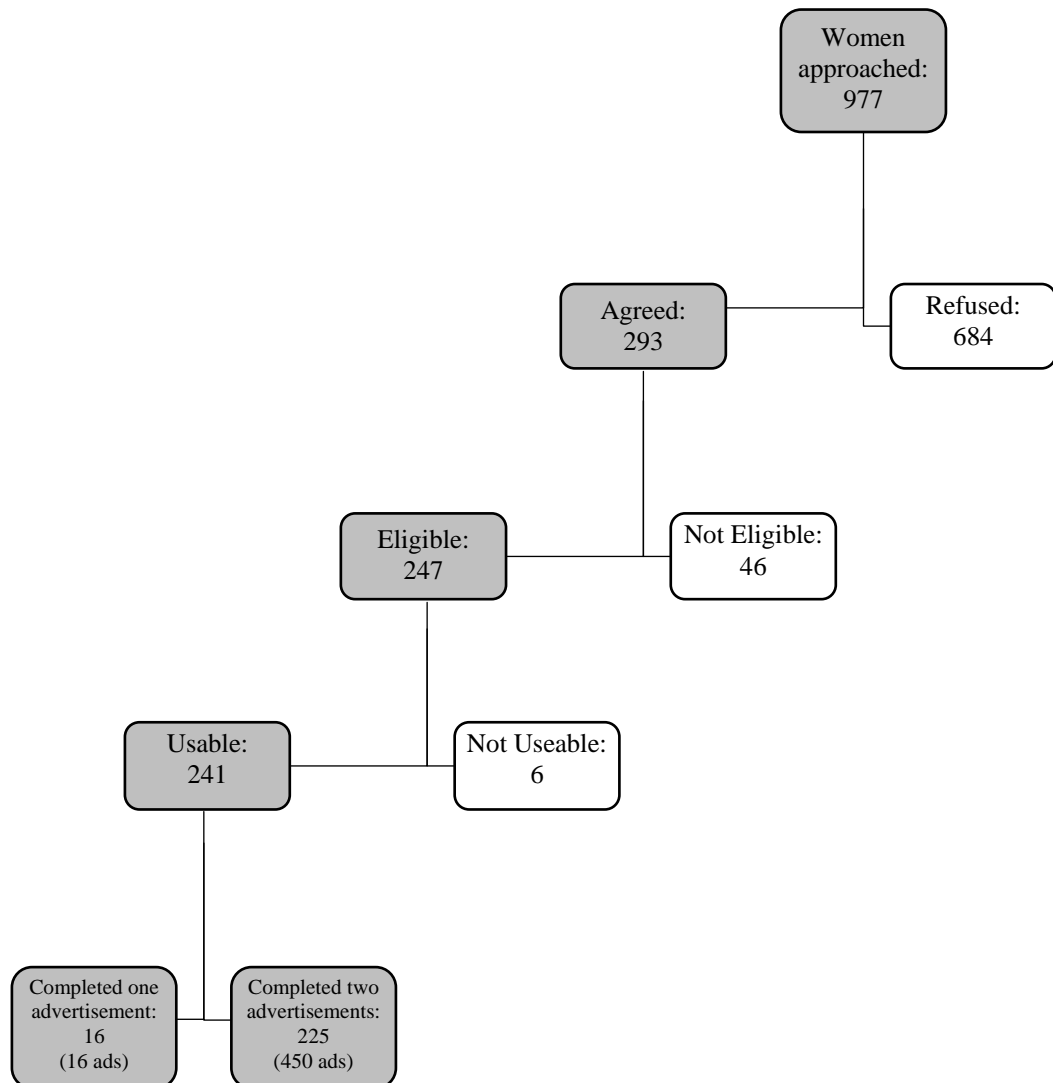 Women
approached:
977
Agreed:
293
Refused:
684
Eligible:
247
Not Eligible:
46
Usable:
241
Not Useable:
6
Completed one
advertisement:
16
(16 ads)
Completed two
advertisements:
225
(450 ads)